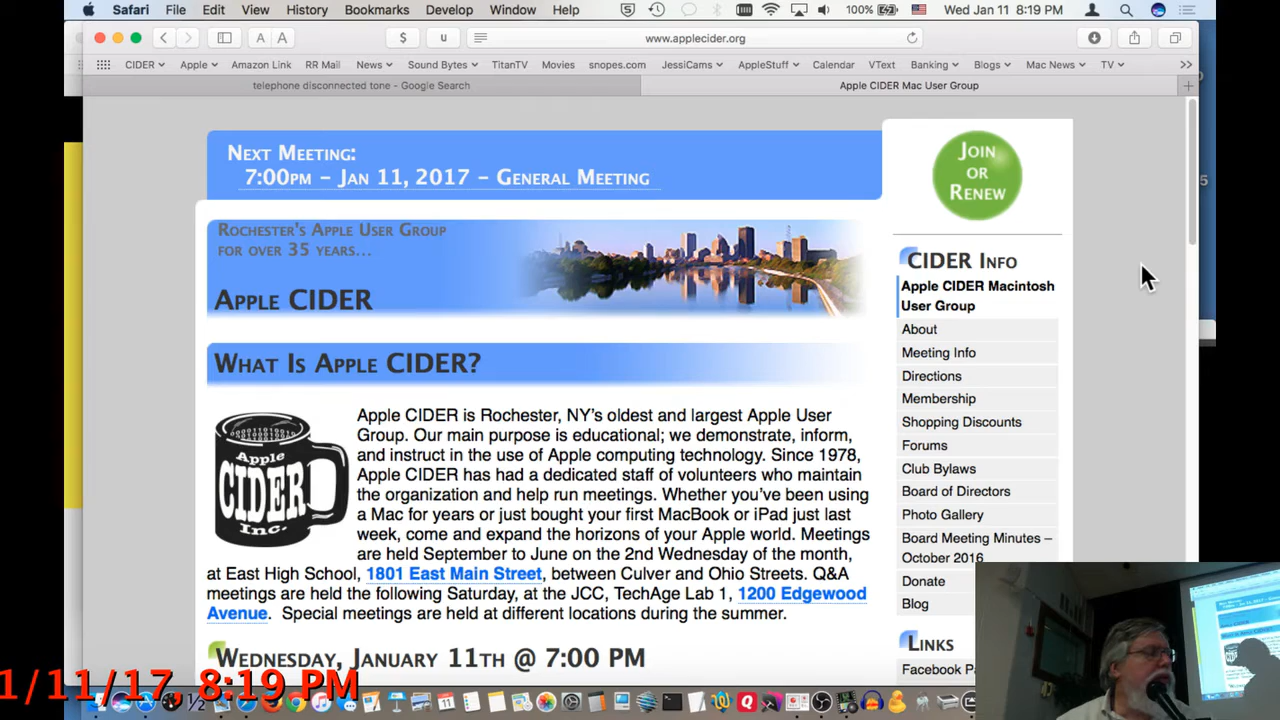 Safari File Edit View History Bookmarks Develop Window Help 100% Wed Jan 11 8:19 PM
A A $ u www.applecider.org
CIDER Apple Amazon Link RR Mail News Sound Bytes TitanTV Movies snopes.com JessiCams AppleStuff Calendar VText Banking Blogs Mac News TV >>
telephone disconnected tone - Google Search Apple CIDER Mac User Group +
Next Meeting:
7:00pm – Jan 11, 2017 – General Meeting
Join
or
Renew
Rochester's Apple User Group
for over 35 years...
Apple CIDER
What Is Apple CIDER?
Apple
CIDER
Inc.
Apple CIDER is Rochester, NY's oldest and largest Apple User
Group. Our main purpose is educational; we demonstrate, inform,
and instruct in the use of Apple computing technology. Since 1978,
Apple CIDER has had a dedicated staff of volunteers who maintain
the organization and help run meetings. Whether you've been using
a Mac for years or just bought your first MacBook or iPad just last
week, come and expand the horizons of your Apple world. Meetings
are held September to June on the 2nd Wednesday of the month,
at East High School, 1801 East Main Street, between Culver and Ohio Streets. Q&A
meetings are held the following Saturday, at the JCC, TechAge Lab 1, 1200 Edgewood
Avenue. Special meetings are held at different locations during the summer.
Wednesday, January 11th @ 7:00 PM
CIDER Info
Apple CIDER Macintosh
User Group
About
Meeting Info
Directions
Membership
Shopping Discounts
Forums
Club Bylaws
Board of Directors
Photo Gallery
Board Meeting Minutes –
October 2016
Donate
Blog
Links
Facebook
1/11/17 8:19 PM